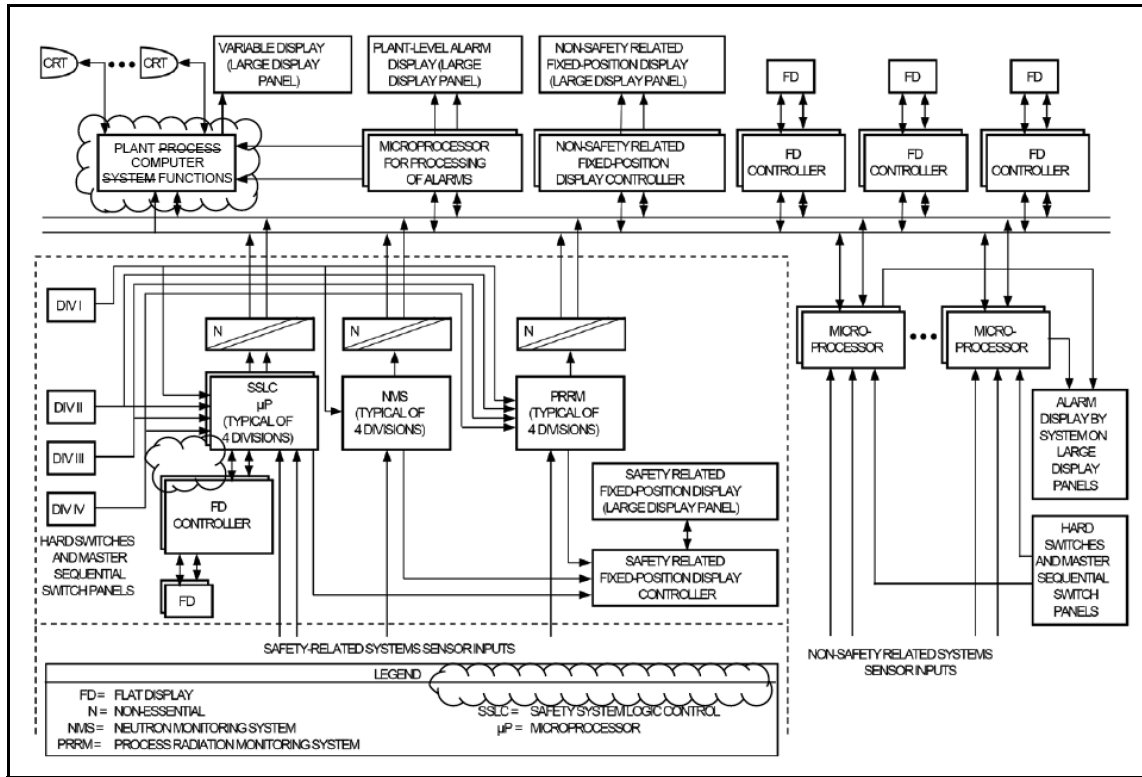 CRT
CRT
VARIABLE DISPLAY
(LARGE DISPLAY
PANEL)
PLANT-LEVEL ALARM
DISPLAY (LARGE
DISPLAY PANEL)
NON-SAFETY RELATED
FIXED-POSITION DISPLAY
(LARGE DISPLAY PANEL)
FD
FD
FD
PLANT PROCESS
COMPUTER
SYSTEM FUNCTIONS
MICROPROCESSOR
FOR PROCESSING
OF ALARMS
NON-SAFETY RELATED
FIXED-POSITION
DISPLAY CONTROLLER
FD
CONTROLLER
FD
CONTROLLER
FD
CONTROLLER
DIV I
DIV II
DIV III
DIV IV
HARD SWITCHES
AND MASTER
SEQUENTIAL
SWITCH PANELS
N
N
N
SSLC
μP
(TYPICAL OF
4 DIVISIONS)
NMS
(TYPICAL OF
4 DIVISIONS)
PRRM
(TYPICAL OF
4 DIVISIONS)
FD
CONTROLLER
FD
SAFETY RELATED
FIXED-POSITION DISPLAY
(LARGE DISPLAY PANEL)
SAFETY RELATED
FIXED-POSITION DISPLAY
CONTROLLER
MICRO-
PROCESSOR
MICRO-
PROCESSOR
ALARM
DISPLAY BY
SYSTEM ON
LARGE
DISPLAY
PANELS
HARD
SWITCHES
AND MASTER
SEQUENTIAL
SWITCH
PANELS
SAFETY-RELATED SYSTEMS SENSOR INPUTS
NON-SAFETY RELATED SYSTEMS
SENSOR INPUTS
LEGEND
FD = FLAT DISPLAY
N = NON-ESSENTIAL
NMS = NEUTRON MONITORING SYSTEM
PRRM = PROCESS RADIATION MONITORING SYSTEM
SSLC = SAFETY SYSTEM LOGIC CONTROL
μP = MICROPROCESSOR